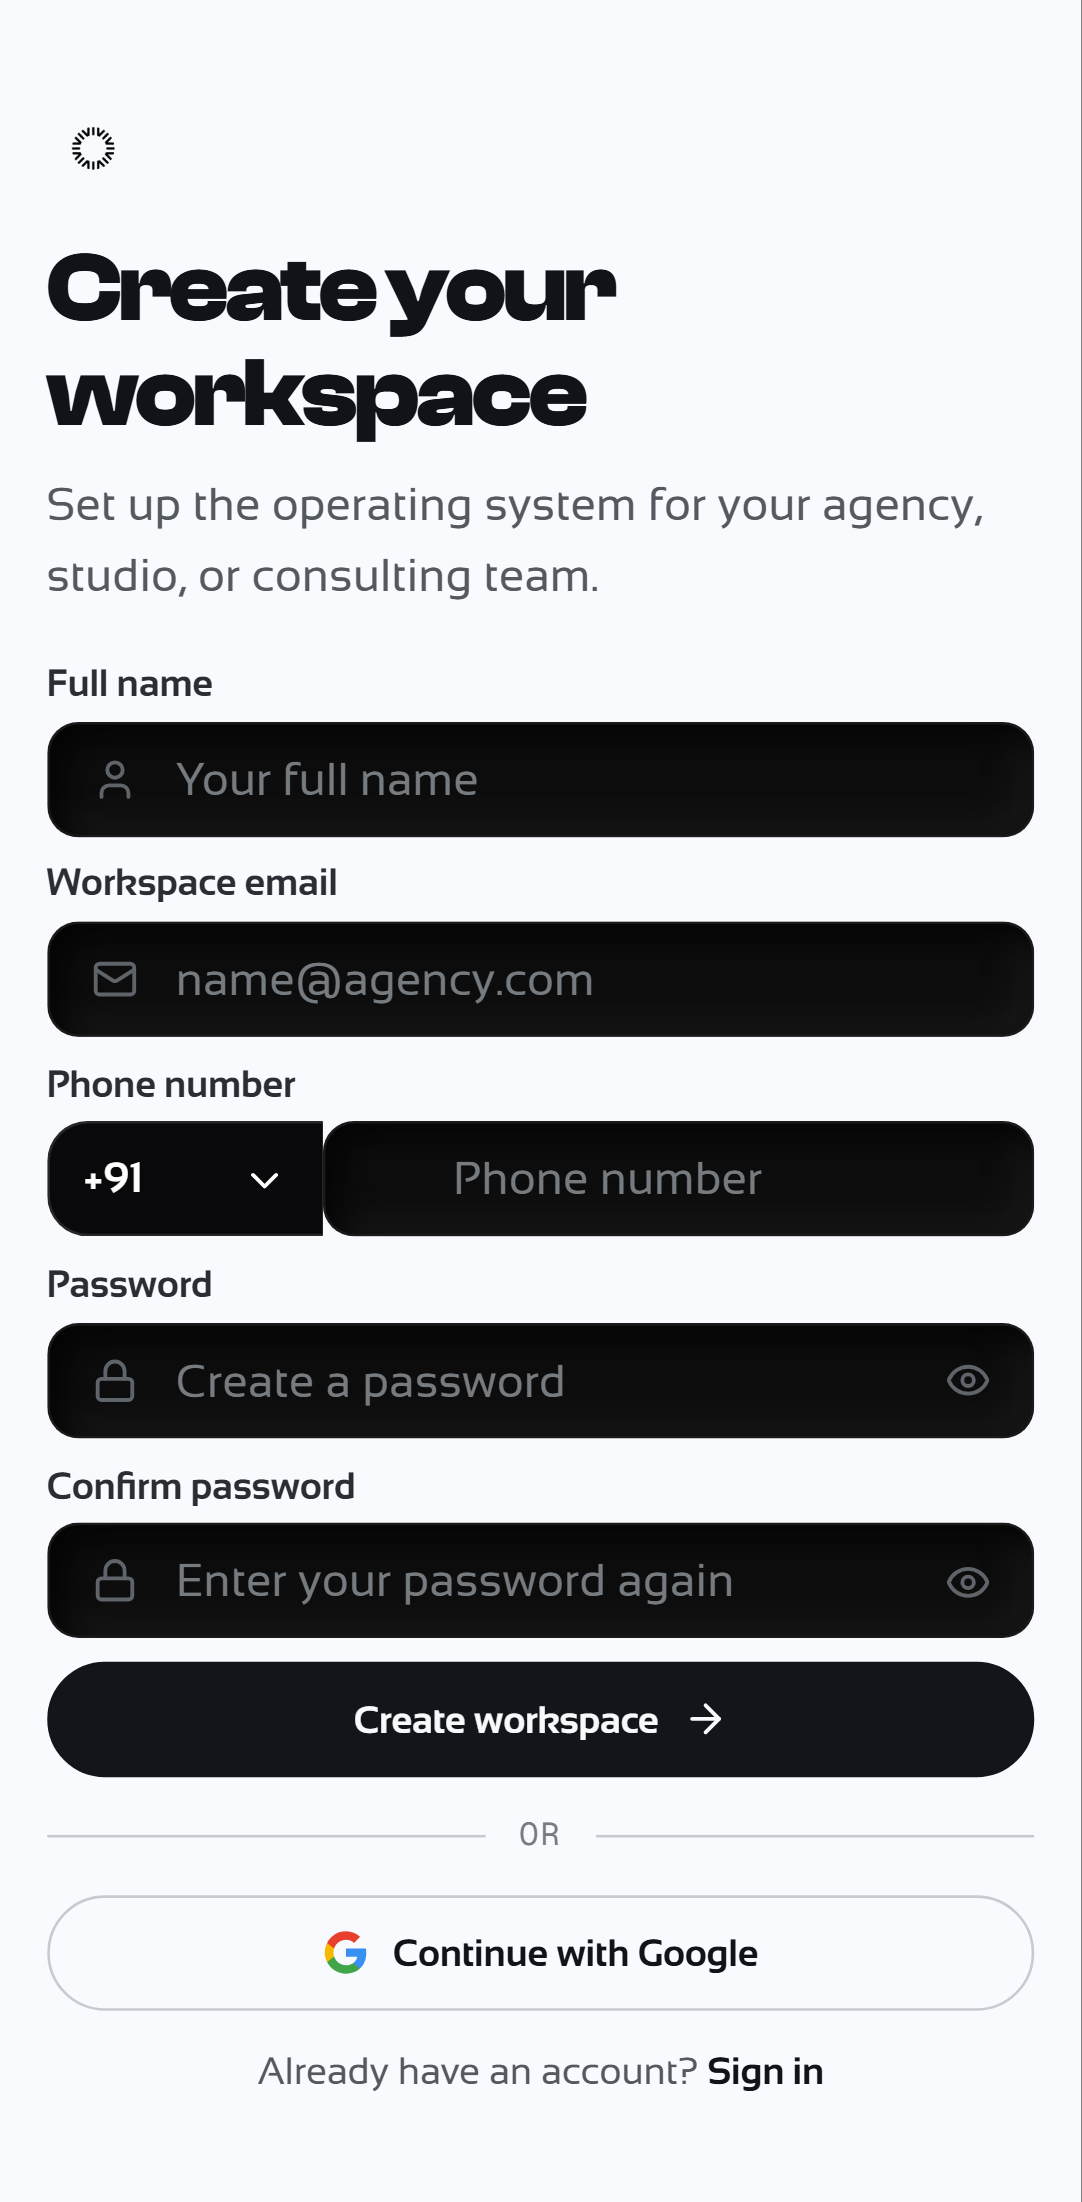 Create your
workspace
Set up the operating system for your agency,
studio, or consulting team.
Full name
Your full name
Workspace email
name@agency.com
Phone number
+91 Phone number
Password
Create a password
Confirm password
Enter your password again
Create workspace
OR
Continue with Google
Already have an account? Sign in